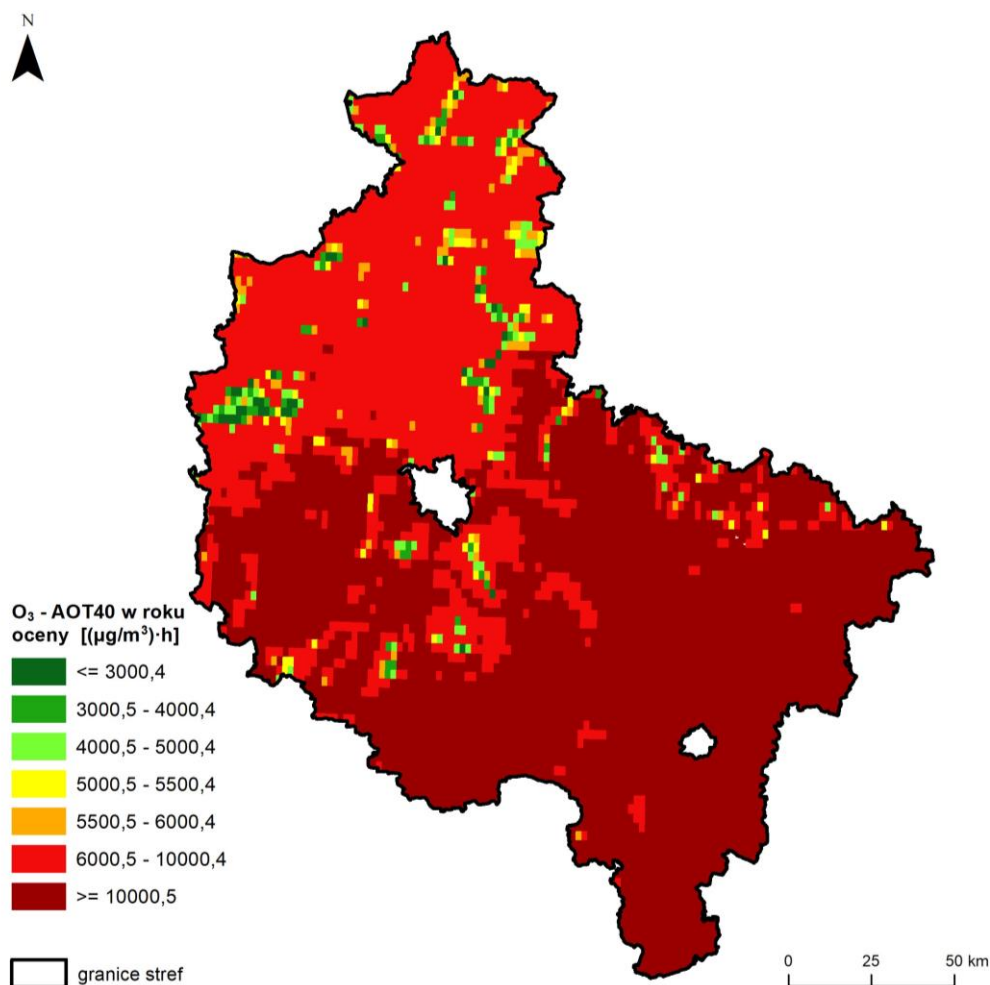 N
O₃ - AOT40 w roku
oceny [(µg/m³)·h]
<= 3000,4
3000,5 - 4000,4
4000,5 - 5000,4
5000,5 - 5500,4
5500,5 - 6000,4
6000,5 - 10000,4
>= 10000,5
granice stref
0 25 50 km